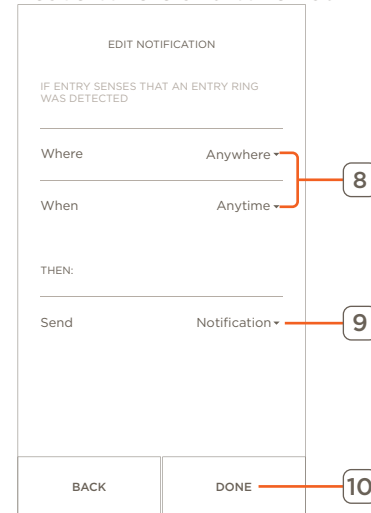 EDIT NOTIFICATION
IF ENTRY SENSES THAT AN ENTRY RING
WAS DETECTED
Where Anywhere
8
When Anytime
THEN:
Send Notification 9
BACK DONE 10